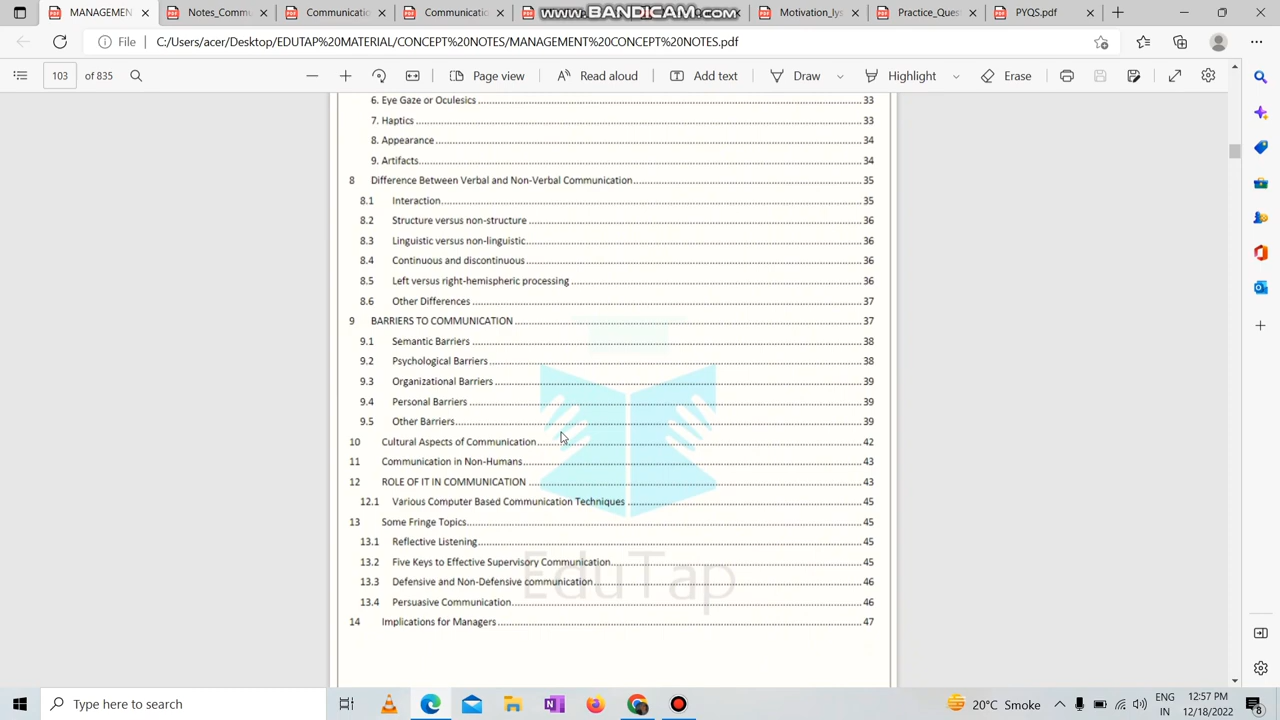 MANAGEMEN
Notes_Commu
Communicatio
Communicatic
www.BANDICAM.com
Motivation_lys
Practice_Quest
PYQS.pdf
File
C:/Users/acer/Desktop/EDUTAP%20MATERIAL/CONCEPT%20NOTES/MANAGEMENT%20CONCEPT%20NOTES.pdf
103 of 835
Page view
Read aloud
Add text
Draw
Highlight
Erase
6. Eye Gaze or Oculesics 33
7. Haptics 33
8. Appearance 34
9. Artifacts 34
8 Difference Between Verbal and Non-Verbal Communication 35
8.1 Interaction 35
8.2 Structure versus non-structure 36
8.3 Linguistic versus non-linguistic 36
8.4 Continuous and discontinuous 36
8.5 Left versus right-hemispheric processing 36
8.6 Other Differences 37
9 BARRIERS TO COMMUNICATION 37
9.1 Semantic Barriers 38
9.2 Psychological Barriers 38
9.3 Organizational Barriers 39
9.4 Personal Barriers 39
9.5 Other Barriers 39
10 Cultural Aspects of Communication 42
11 Communication in Non-Humans 43
12 ROLE OF IT IN COMMUNICATION 43
12.1 Various Computer Based Communication Techniques 45
13 Some Fringe Topics 45
13.1 Reflective Listening 45
13.2 Five Keys to Effective Supervisory Communication 45
13.3 Defensive and Non-Defensive communication 46
13.4 Persuasive Communication 46
14 Implications for Managers 47
EduTap
Type here to search
20°C Smoke
ENG
IN
12:57 PM
12/18/2022
8